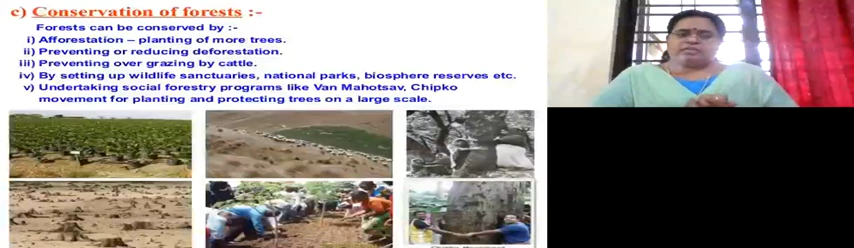 c) Conservation of forests :-
Forests can be conserved by :-
i) Afforestation – planting of more trees.
ii) Preventing or reducing deforestation.
iii) Preventing over grazing by cattle.
iv) By setting up wildlife sanctuaries, national parks, biosphere reserves etc.
v) Undertaking social forestry programs like Van Mahotsav, Chipko
movement for planting and protecting trees on a large scale.